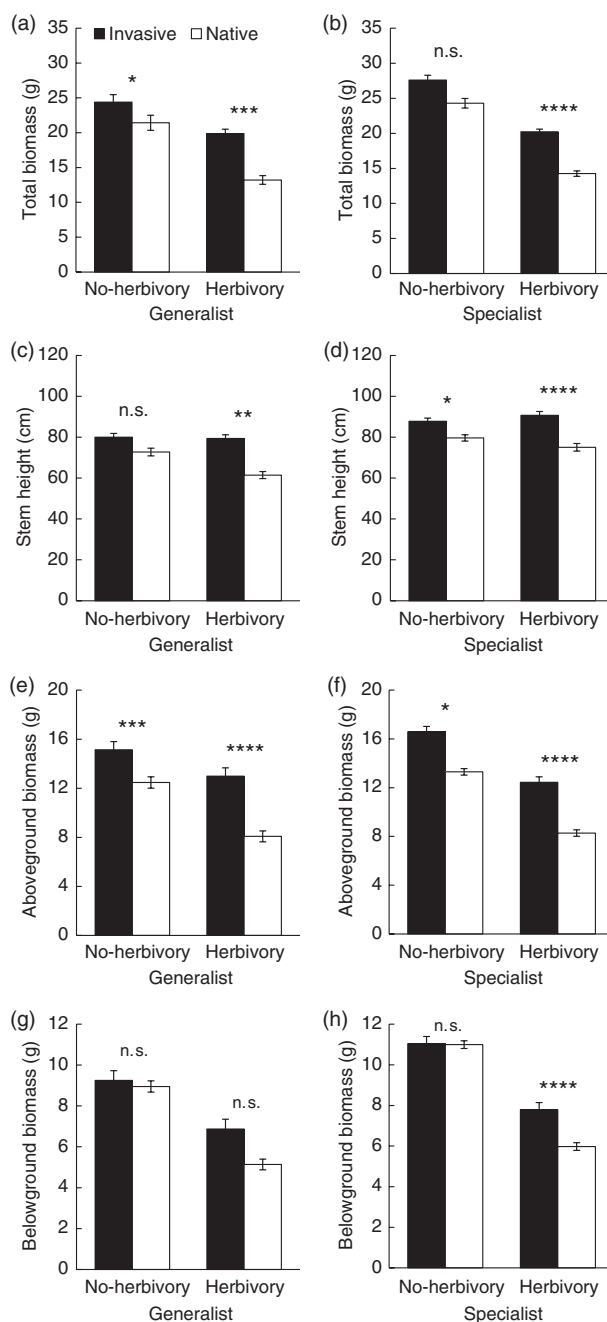 (a)
Invasive
Native
Total biomass (g)
35
30
25
20
15
10
5
0
*
***
No-herbivory
Herbivory
Generalist
(b)
Total biomass (g)
35
30
25
20
15
10
5
0
n.s.
****
No-herbivory
Herbivory
Specialist
(c)
Stem height (cm)
120
100
80
60
40
20
0
n.s.
**
No-herbivory
Herbivory
Generalist
(d)
Stem height (cm)
120
100
80
60
40
20
0
*
****
No-herbivory
Herbivory
Specialist
(e)
Aboveground biomass (g)
20
16
12
8
4
0
***
****
No-herbivory
Herbivory
Generalist
(f)
Aboveground biomass (g)
20
16
12
8
4
0
*
****
No-herbivory
Herbivory
Specialist
(g)
Belowground biomass (g)
12
10
8
6
4
2
0
n.s.
n.s.
No-herbivory
Herbivory
Generalist
(h)
Belowground biomass (g)
12
10
8
6
4
2
0
n.s.
****
No-herbivory
Herbivory
Specialist